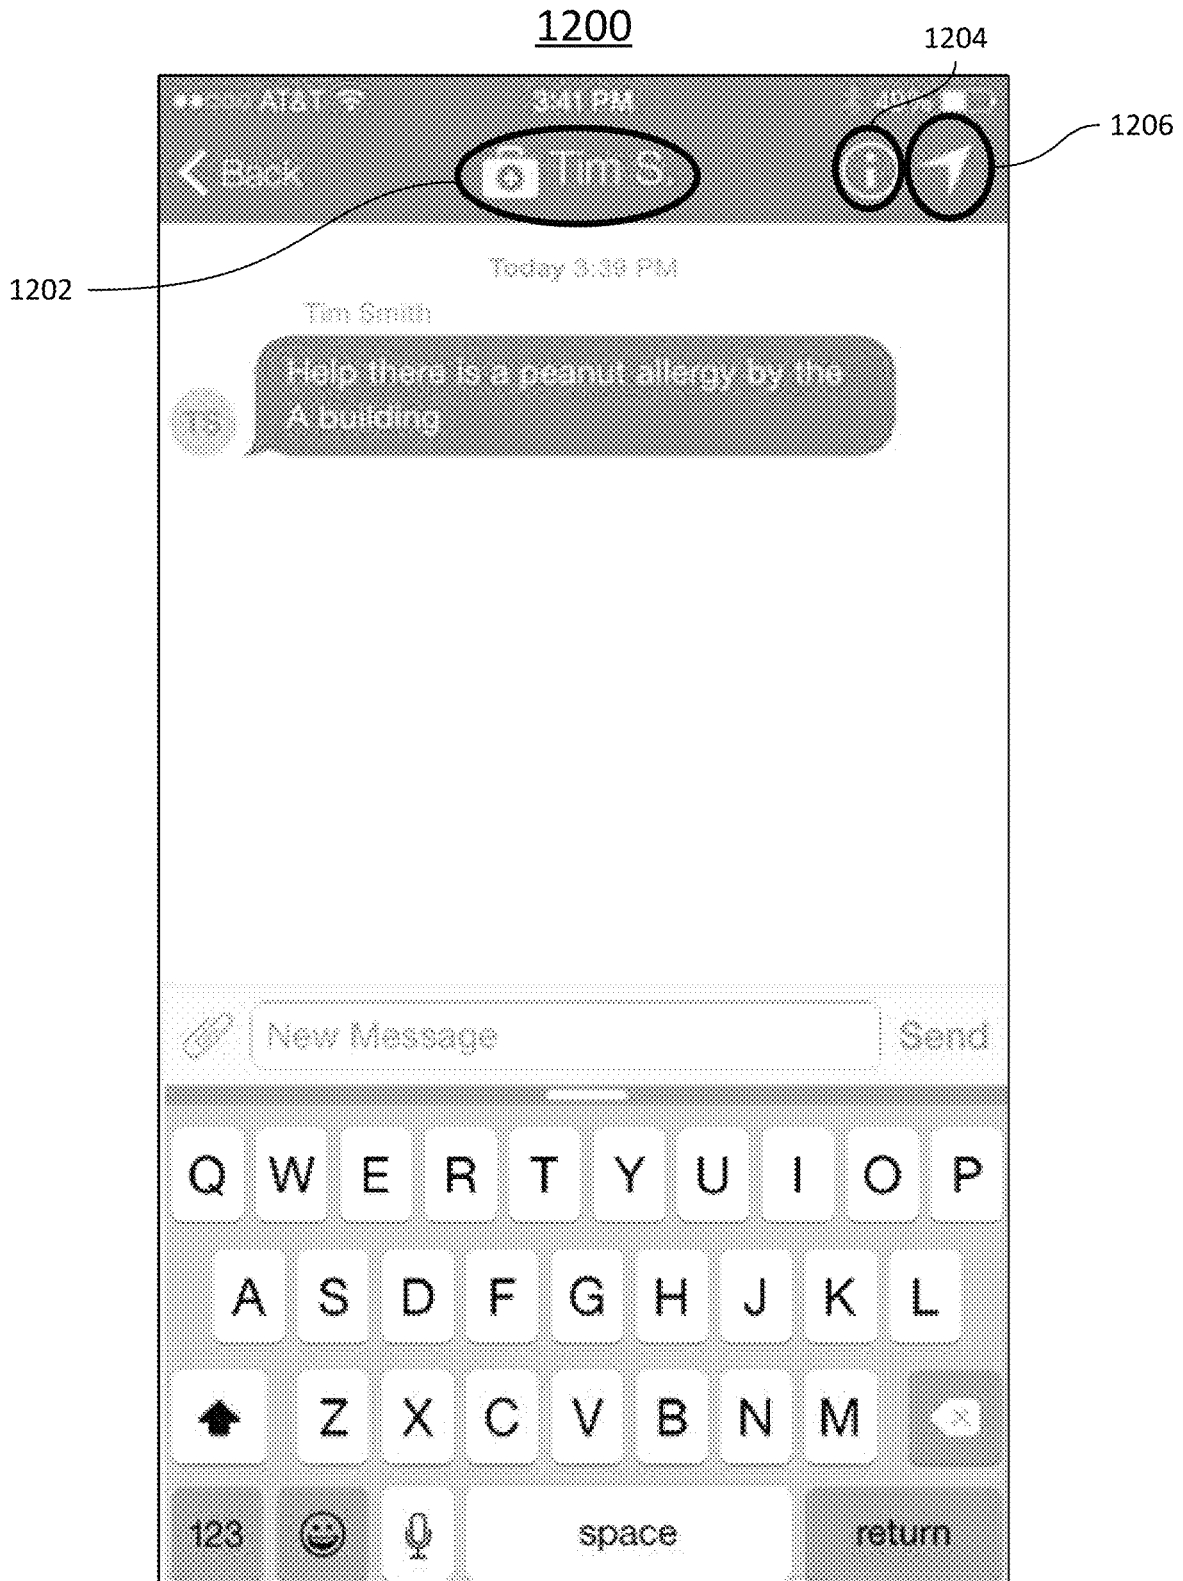 1200
1204
AT&T
3:41 PM
1206
Back
Tim S.
1202
Today 3:39 PM
Tim Smith
Help there is a peanut allergy by the
A building
TS
New Message
Send
Q W E R T Y U I O P
A S D F G H J K L
Z X C V B N M
123
space
return